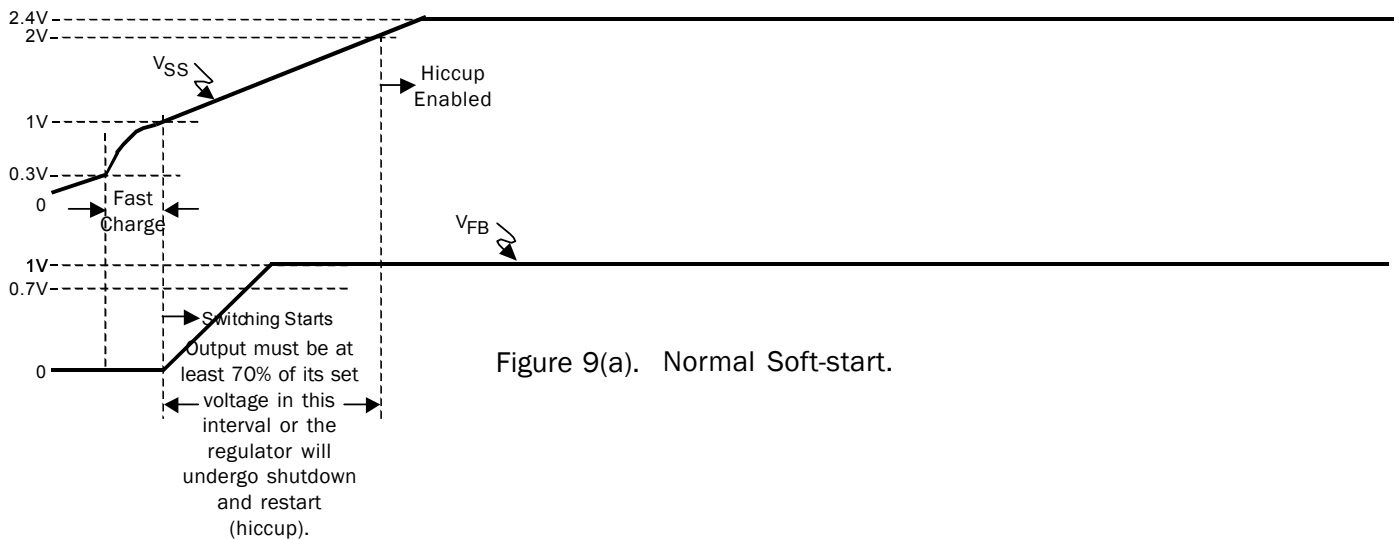 2.4V
2V
VSS
Hiccup
Enabled
1V
0.3V
0
Fast
Charge
VFB
1V
0.7V
Switching Starts
0
Output must be at
least 70% of its set
voltage in this
interval or the
regulator will
undergo shutdown
and restart
(hiccup).
Figure 9(a). Normal Soft-start.